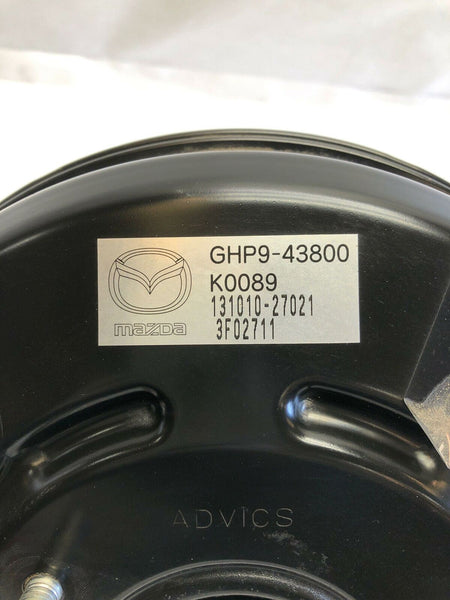 GHP9-43800
K0089
131010-27021
3F02711
mazda
ADVICS